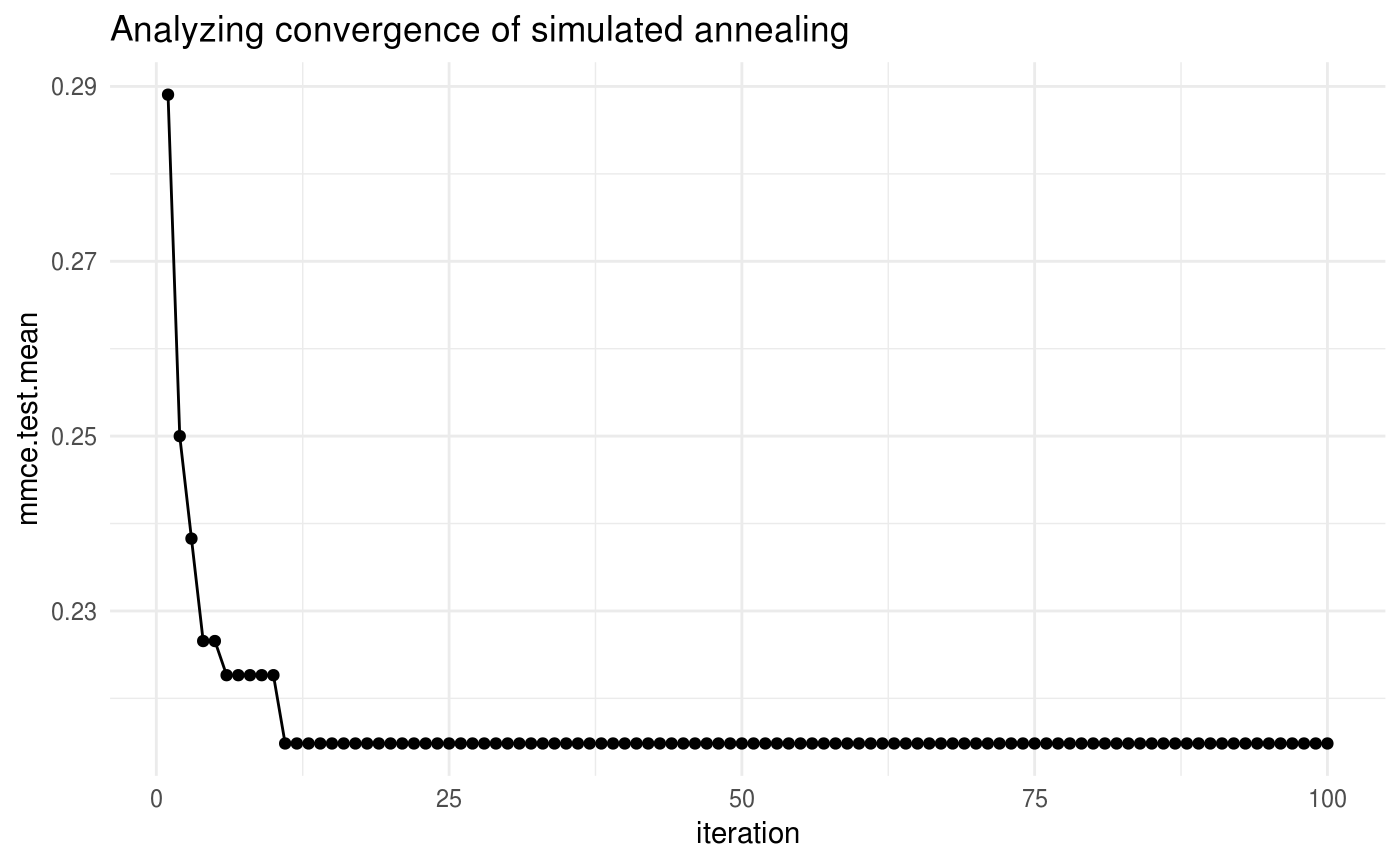 Analyzing convergence of simulated annealing
0.29
0.27
0.25
0.23
mmce.test.mean
0 25 50 75 100
iteration